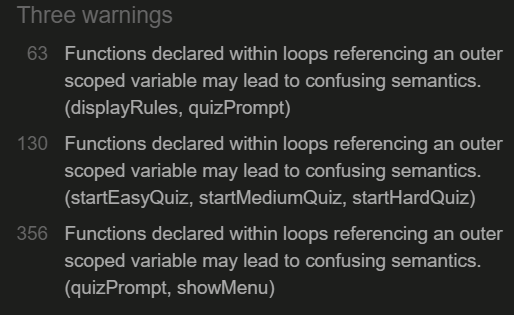 Three warnings
63 Functions declared within loops referencing an outer
scoped variable may lead to confusing semantics.
(displayRules, quizPrompt)
130 Functions declared within loops referencing an outer
scoped variable may lead to confusing semantics.
(startEasyQuiz, startMediumQuiz, startHardQuiz)
356 Functions declared within loops referencing an outer
scoped variable may lead to confusing semantics.
(quizPrompt, showMenu)